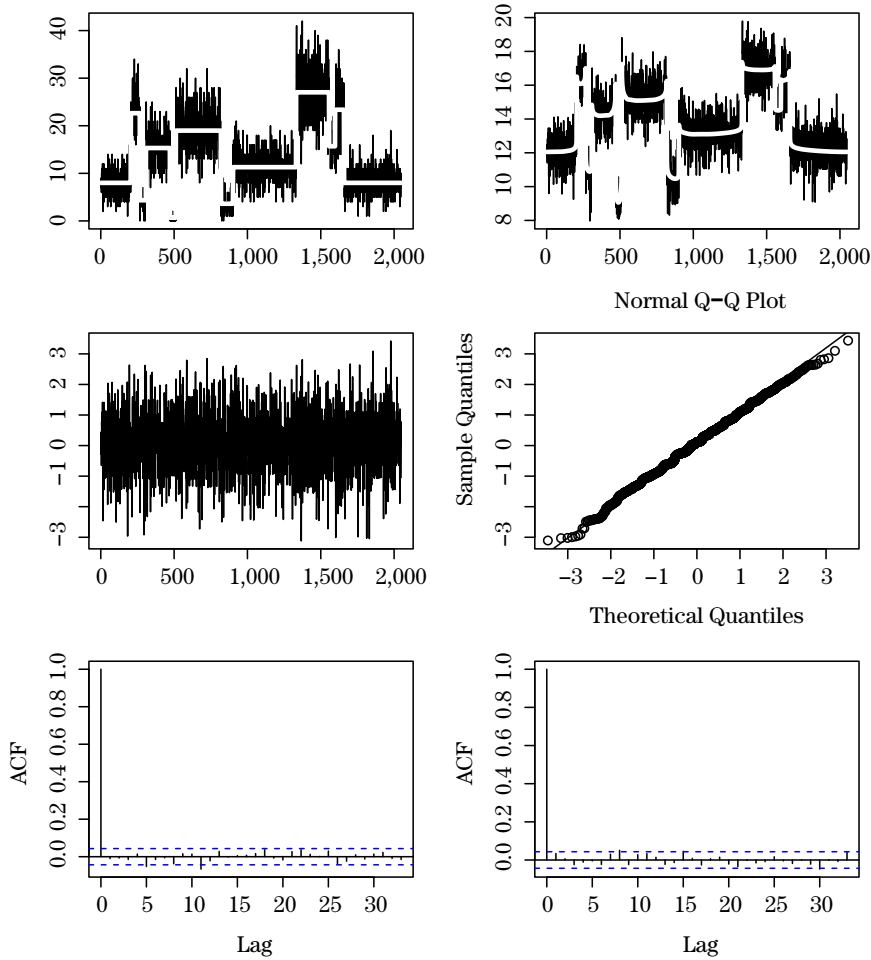 0 10 20 30 40
0 500 1,000 1,500 2,000
8 10 12 14 16 18 20
0 500 1,000 1,500 2,000
Normal Q−Q Plot
−3 −1 0 1 2 3
0 500 1,000 1,500 2,000
Sample Quantiles
−3 −1 0 1 2 3
−3 −2 −1 0 1 2 3
Theoretical Quantiles
ACF
0.0 0.2 0.4 0.6 0.8 1.0
0 5 10 15 20 25 30
Lag
ACF
0.0 0.2 0.4 0.6 0.8 1.0
0 5 10 15 20 25 30
Lag